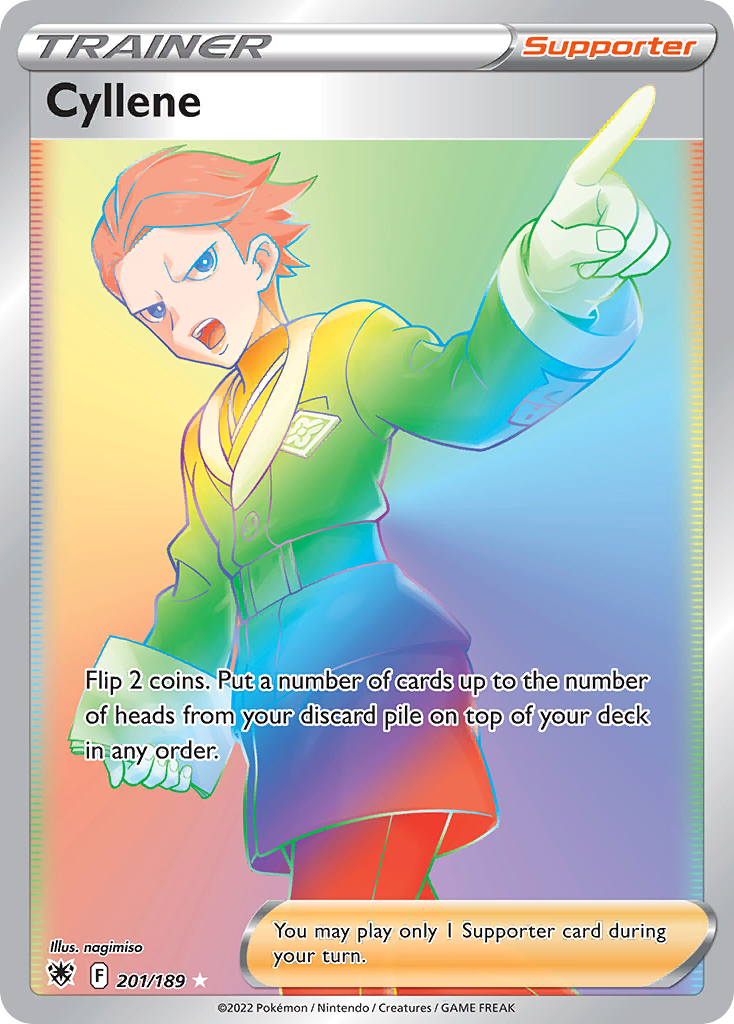 TRAINER
Supporter
Cyllene
Flip 2 coins. Put a number of cards up to the number
of heads from your discard pile on top of your deck
in any order.
You may play only 1 Supporter card during
your turn.
Illus. nagimiso
F 201/189
©2022 Pokémon / Nintendo / Creatures / GAME FREAK